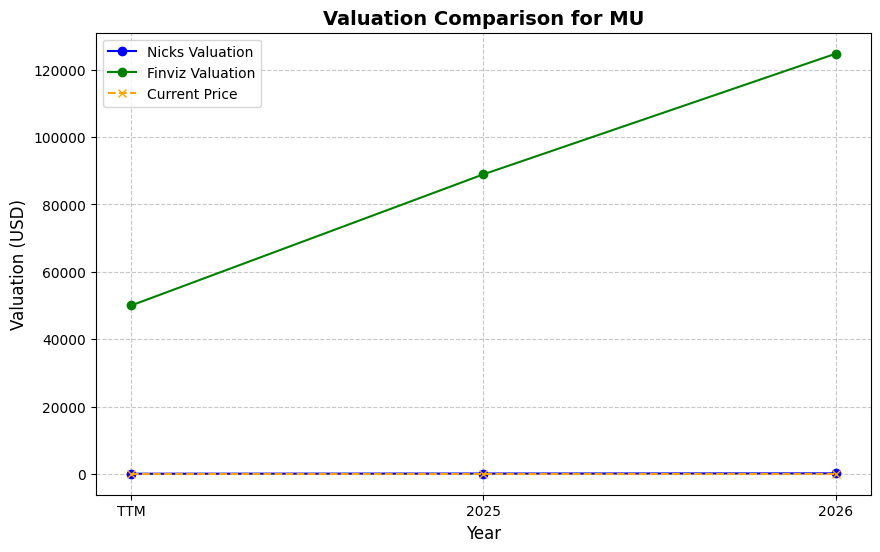 Valuation Comparison for MU
Nicks Valuation
Finviz Valuation
Current Price
Valuation (USD)
120000
100000
80000
60000
40000
20000
0
TTM
2025
2026
Year